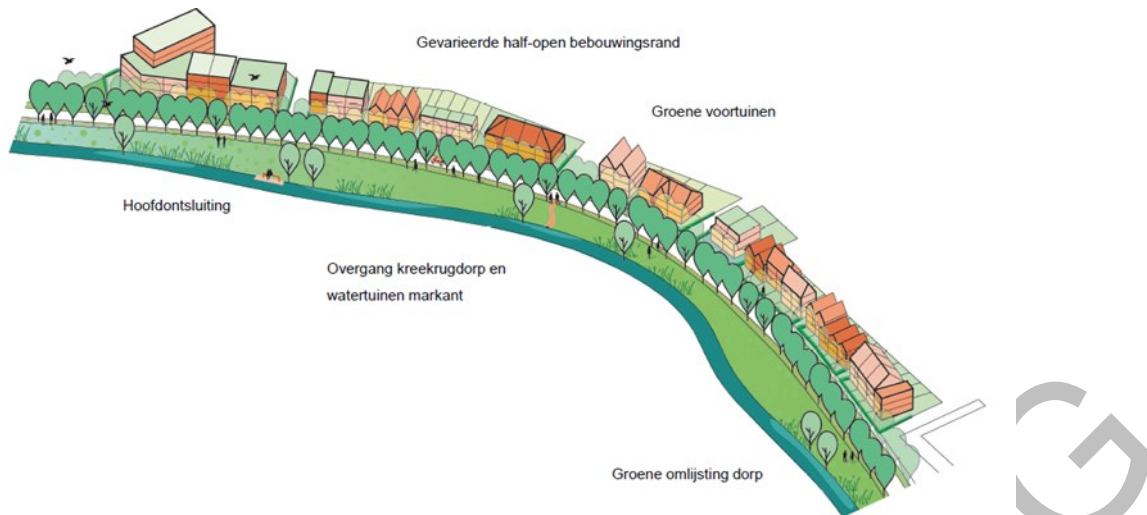 Gevarieerde half-open bebouwingsrand
Groene voortuinen
Hoofdontsluiting
Overgang kreekrugdorp en
watertuinen markant
Groene omlijsting dorp
G